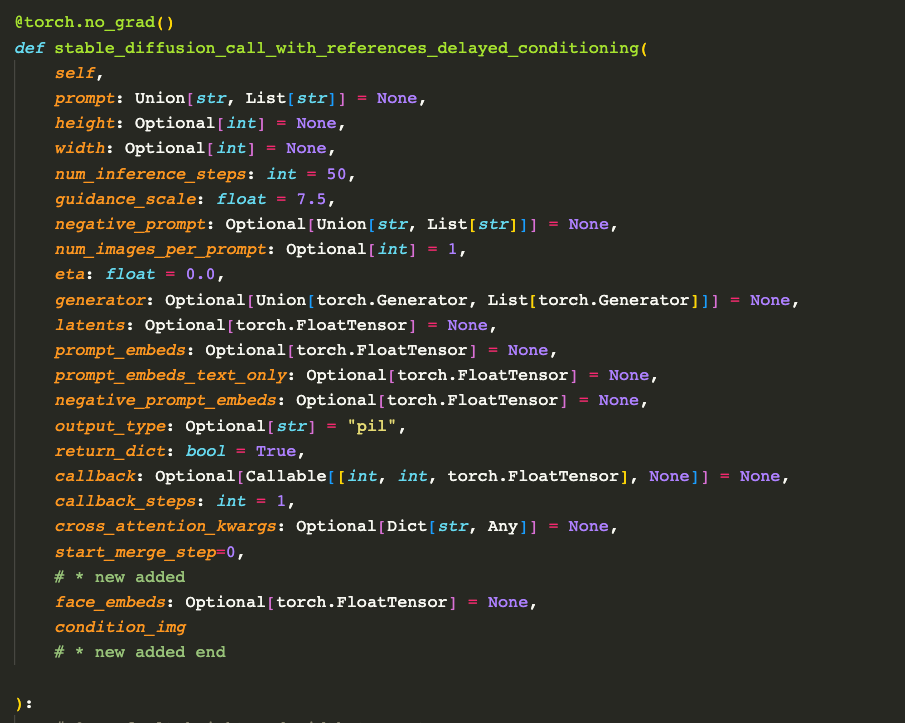 @torch.no_grad()
def stable_diffusion_call_with_references_delayed_conditioning(
    self,
    prompt: Union[str, List[str]] = None,
    height: Optional[int] = None,
    width: Optional[int] = None,
    num_inference_steps: int = 50,
    guidance_scale: float = 7.5,
    negative_prompt: Optional[Union[str, List[str]]] = None,
    num_images_per_prompt: Optional[int] = 1,
    eta: float = 0.0,
    generator: Optional[Union[torch.Generator, List[torch.Generator]]] = None,
    latents: Optional[torch.FloatTensor] = None,
    prompt_embeds: Optional[torch.FloatTensor] = None,
    prompt_embeds_text_only: Optional[torch.FloatTensor] = None,
    negative_prompt_embeds: Optional[torch.FloatTensor] = None,
    output_type: Optional[str] = "pil",
    return_dict: bool = True,
    callback: Optional[Callable[[int, int, torch.FloatTensor], None]] = None,
    callback_steps: int = 1,
    cross_attention_kwargs: Optional[Dict[str, Any]] = None,
    start_merge_step=0,
    # * new added
    face_embeds: Optional[torch.FloatTensor] = None,
    condition_img
    # * new added end
):